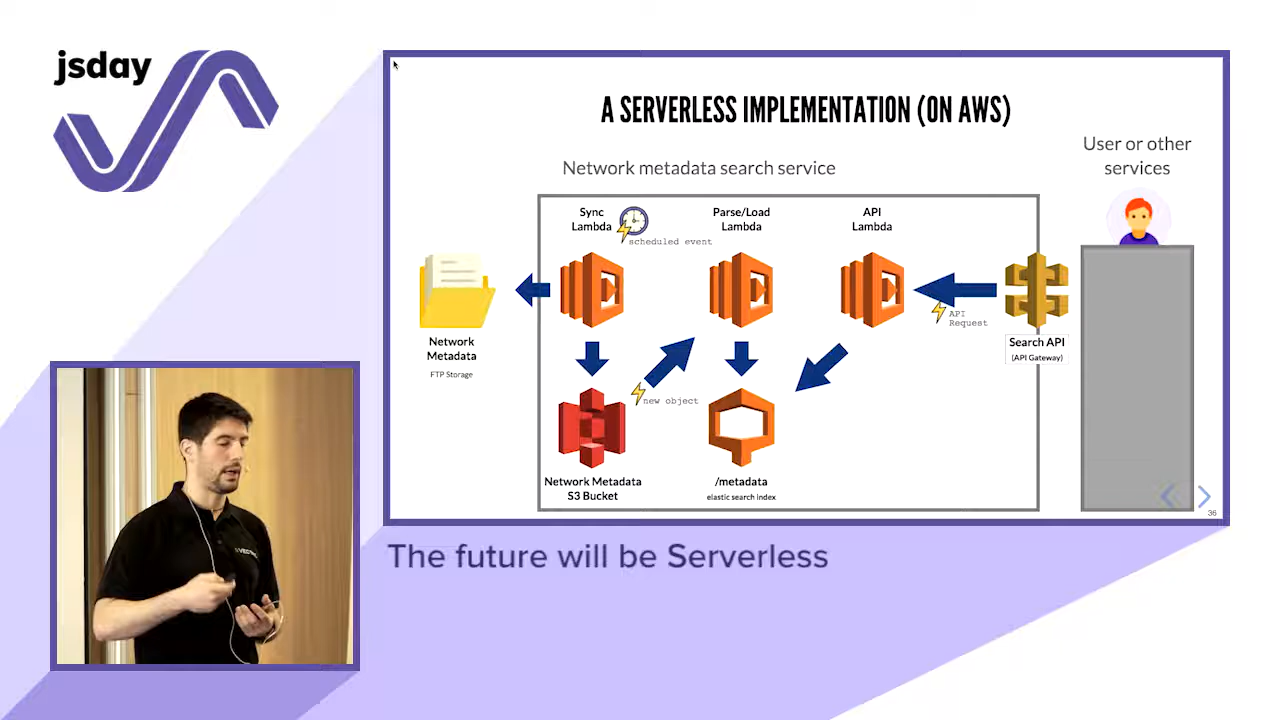 jsday
A SERVERLESS IMPLEMENTATION (ON AWS)
User or other
services
Network metadata search service
Sync
Lambda
scheduled event
Parse/Load
Lambda
API
Lambda
API
Request
Network
Metadata
FTP Storage
Search API
(API Gateway)
new object
Network Metadata
S3 Bucket
/metadata
elastic search index
36
The future will be Serverless